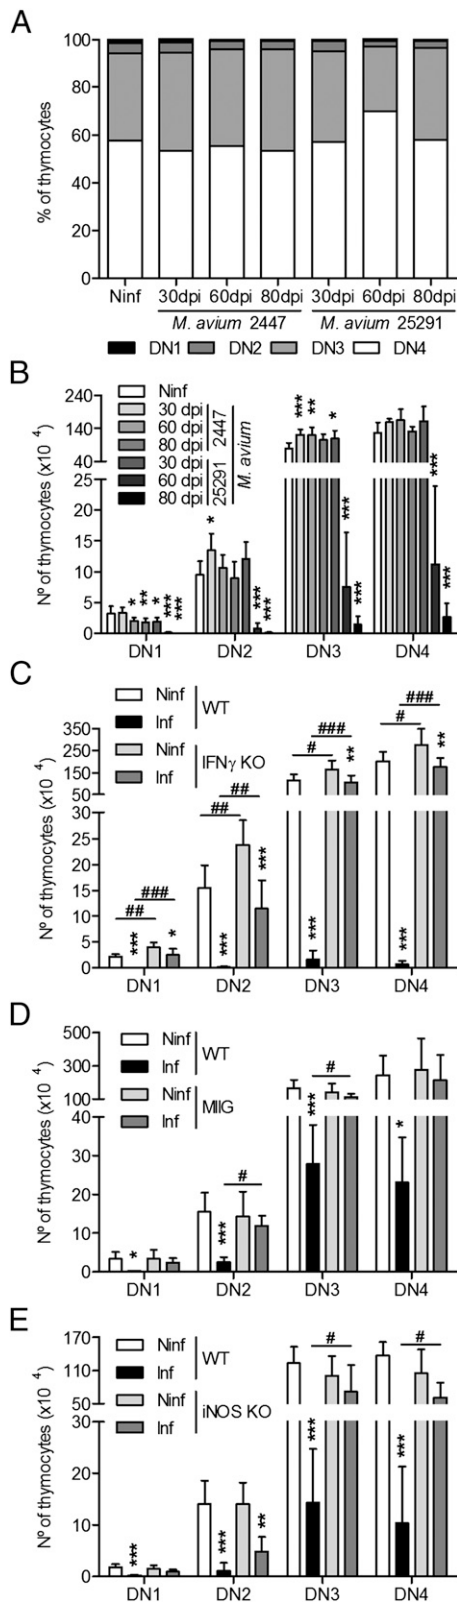 A
% of thymocytes
100
80
60
40
20
0
Ninf 30dpi 60dpi 80dpi 30dpi 60dpi 80dpi
M. avium 2447 M. avium 25291
DN1 DN2 DN3 DN4
B
Nº of thymocytes (x10 4)
240
140
40
25
20
15
10
5
0
Ninf
30 dpi
60 dpi
80 dpi
30 dpi
60 dpi
80 dpi
2447
25291
M. avium
* ** * *** ***
* *** ***
*** ** * *** ***
*** ***
DN1 DN2 DN3 DN4
C
Nº of thymocytes (x10 4)
350
250
150
50
30
25
20
15
10
5
0
Ninf
Inf
WT
Ninf
Inf
IFNγ KO
### ## *** *
## ## *** ***
### # *** **
### # *** **
DN1 DN2 DN3 DN4
D
Nº of thymocytes (x10 4)
500
300
100
40
30
20
10
0
Ninf
Inf
WT
Ninf
Inf
MIIG
*
# ***
# ***
*
DN1 DN2 DN3 DN4
E
Nº of thymocytes (x10 4)
170
110
50
30
20
10
0
Ninf
Inf
WT
Ninf
Inf
iNOS KO
***
*** **
# ***
# ***
DN1 DN2 DN3 DN4